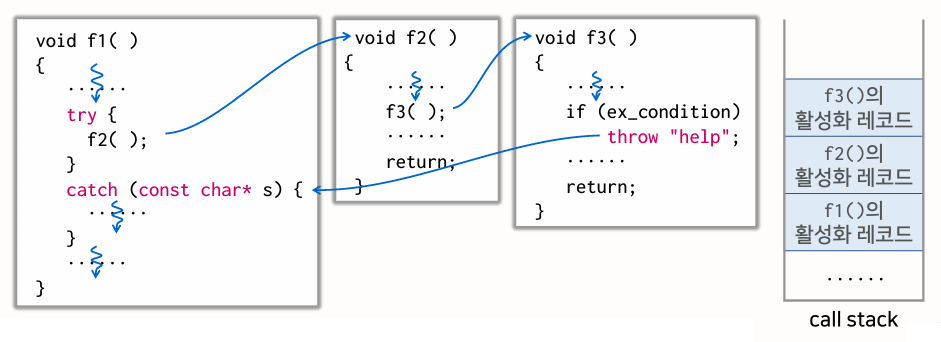 void f1( )
{
......
try {
f2( );
}
catch (const char* s) {
......
}
......
}
void f2( )
{
......
f3( );
......
return;
}
void f3( )
{
......
if (ex_condition)
throw "help";
......
return;
}
f3()의
활성화 레코드
f2()의
활성화 레코드
f1()의
활성화 레코드
......
call stack